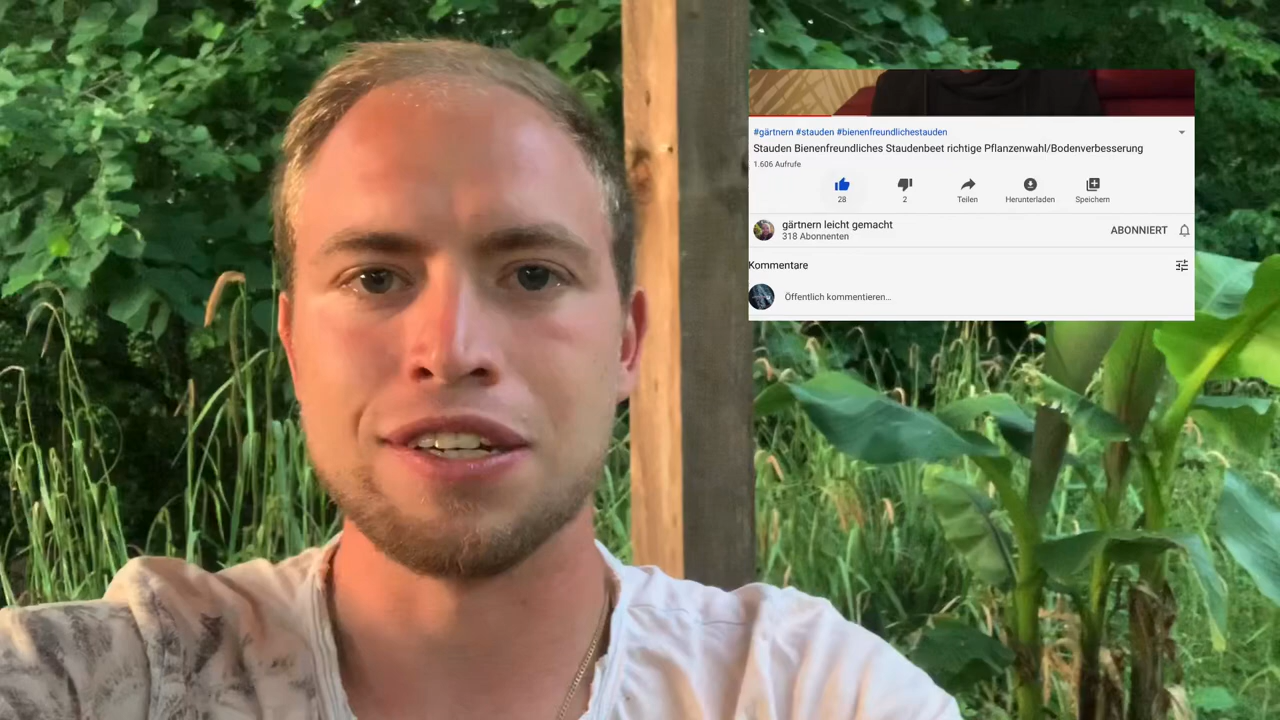 #gärtnern #stauden #bienenfreundlichestauden
Stauden Bienenfreundliches Staudenbeet richtige Pflanzenwahl/Bodenverbesserung
1.606 Aufrufe
28
2
Teilen
Herunterladen
Speichern
gärtnern leicht gemacht
318 Abonnenten
ABONNIERT
Kommentare
Öffentlich kommentieren...